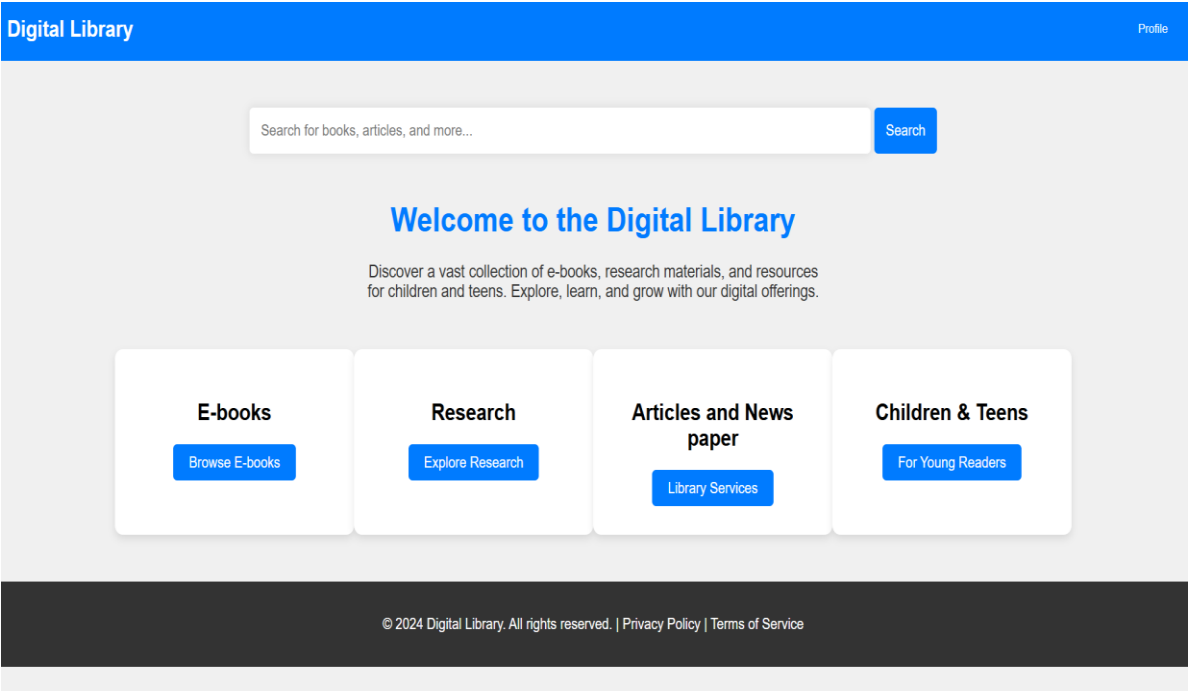 Digital Library
Profile
Search for books, articles, and more...
Search
Welcome to the Digital Library
Discover a vast collection of e-books, research materials, and resources
for children and teens. Explore, learn, and grow with our digital offerings.
E-books
Browse E-books
Research
Explore Research
Articles and News
paper
Library Services
Children & Teens
For Young Readers
© 2024 Digital Library. All rights reserved. | Privacy Policy | Terms of Service